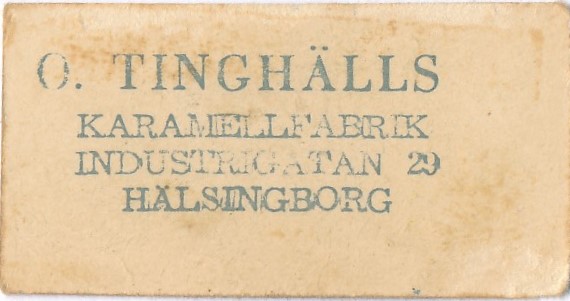 O. TINGHÄLLS
KARAMELLFABRIK
INDUSTRIGATAN 29
HÄLSINGBORG